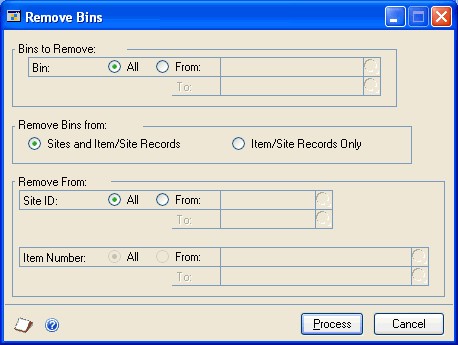 Remove Bins
Bins to Remove:
Bin: All From:
To:
Remove Bins from:
Sites and Item/Site Records Item/Site Records Only
Remove From:
Site ID: All From:
To:
Item Number: All From:
To:
Process Cancel